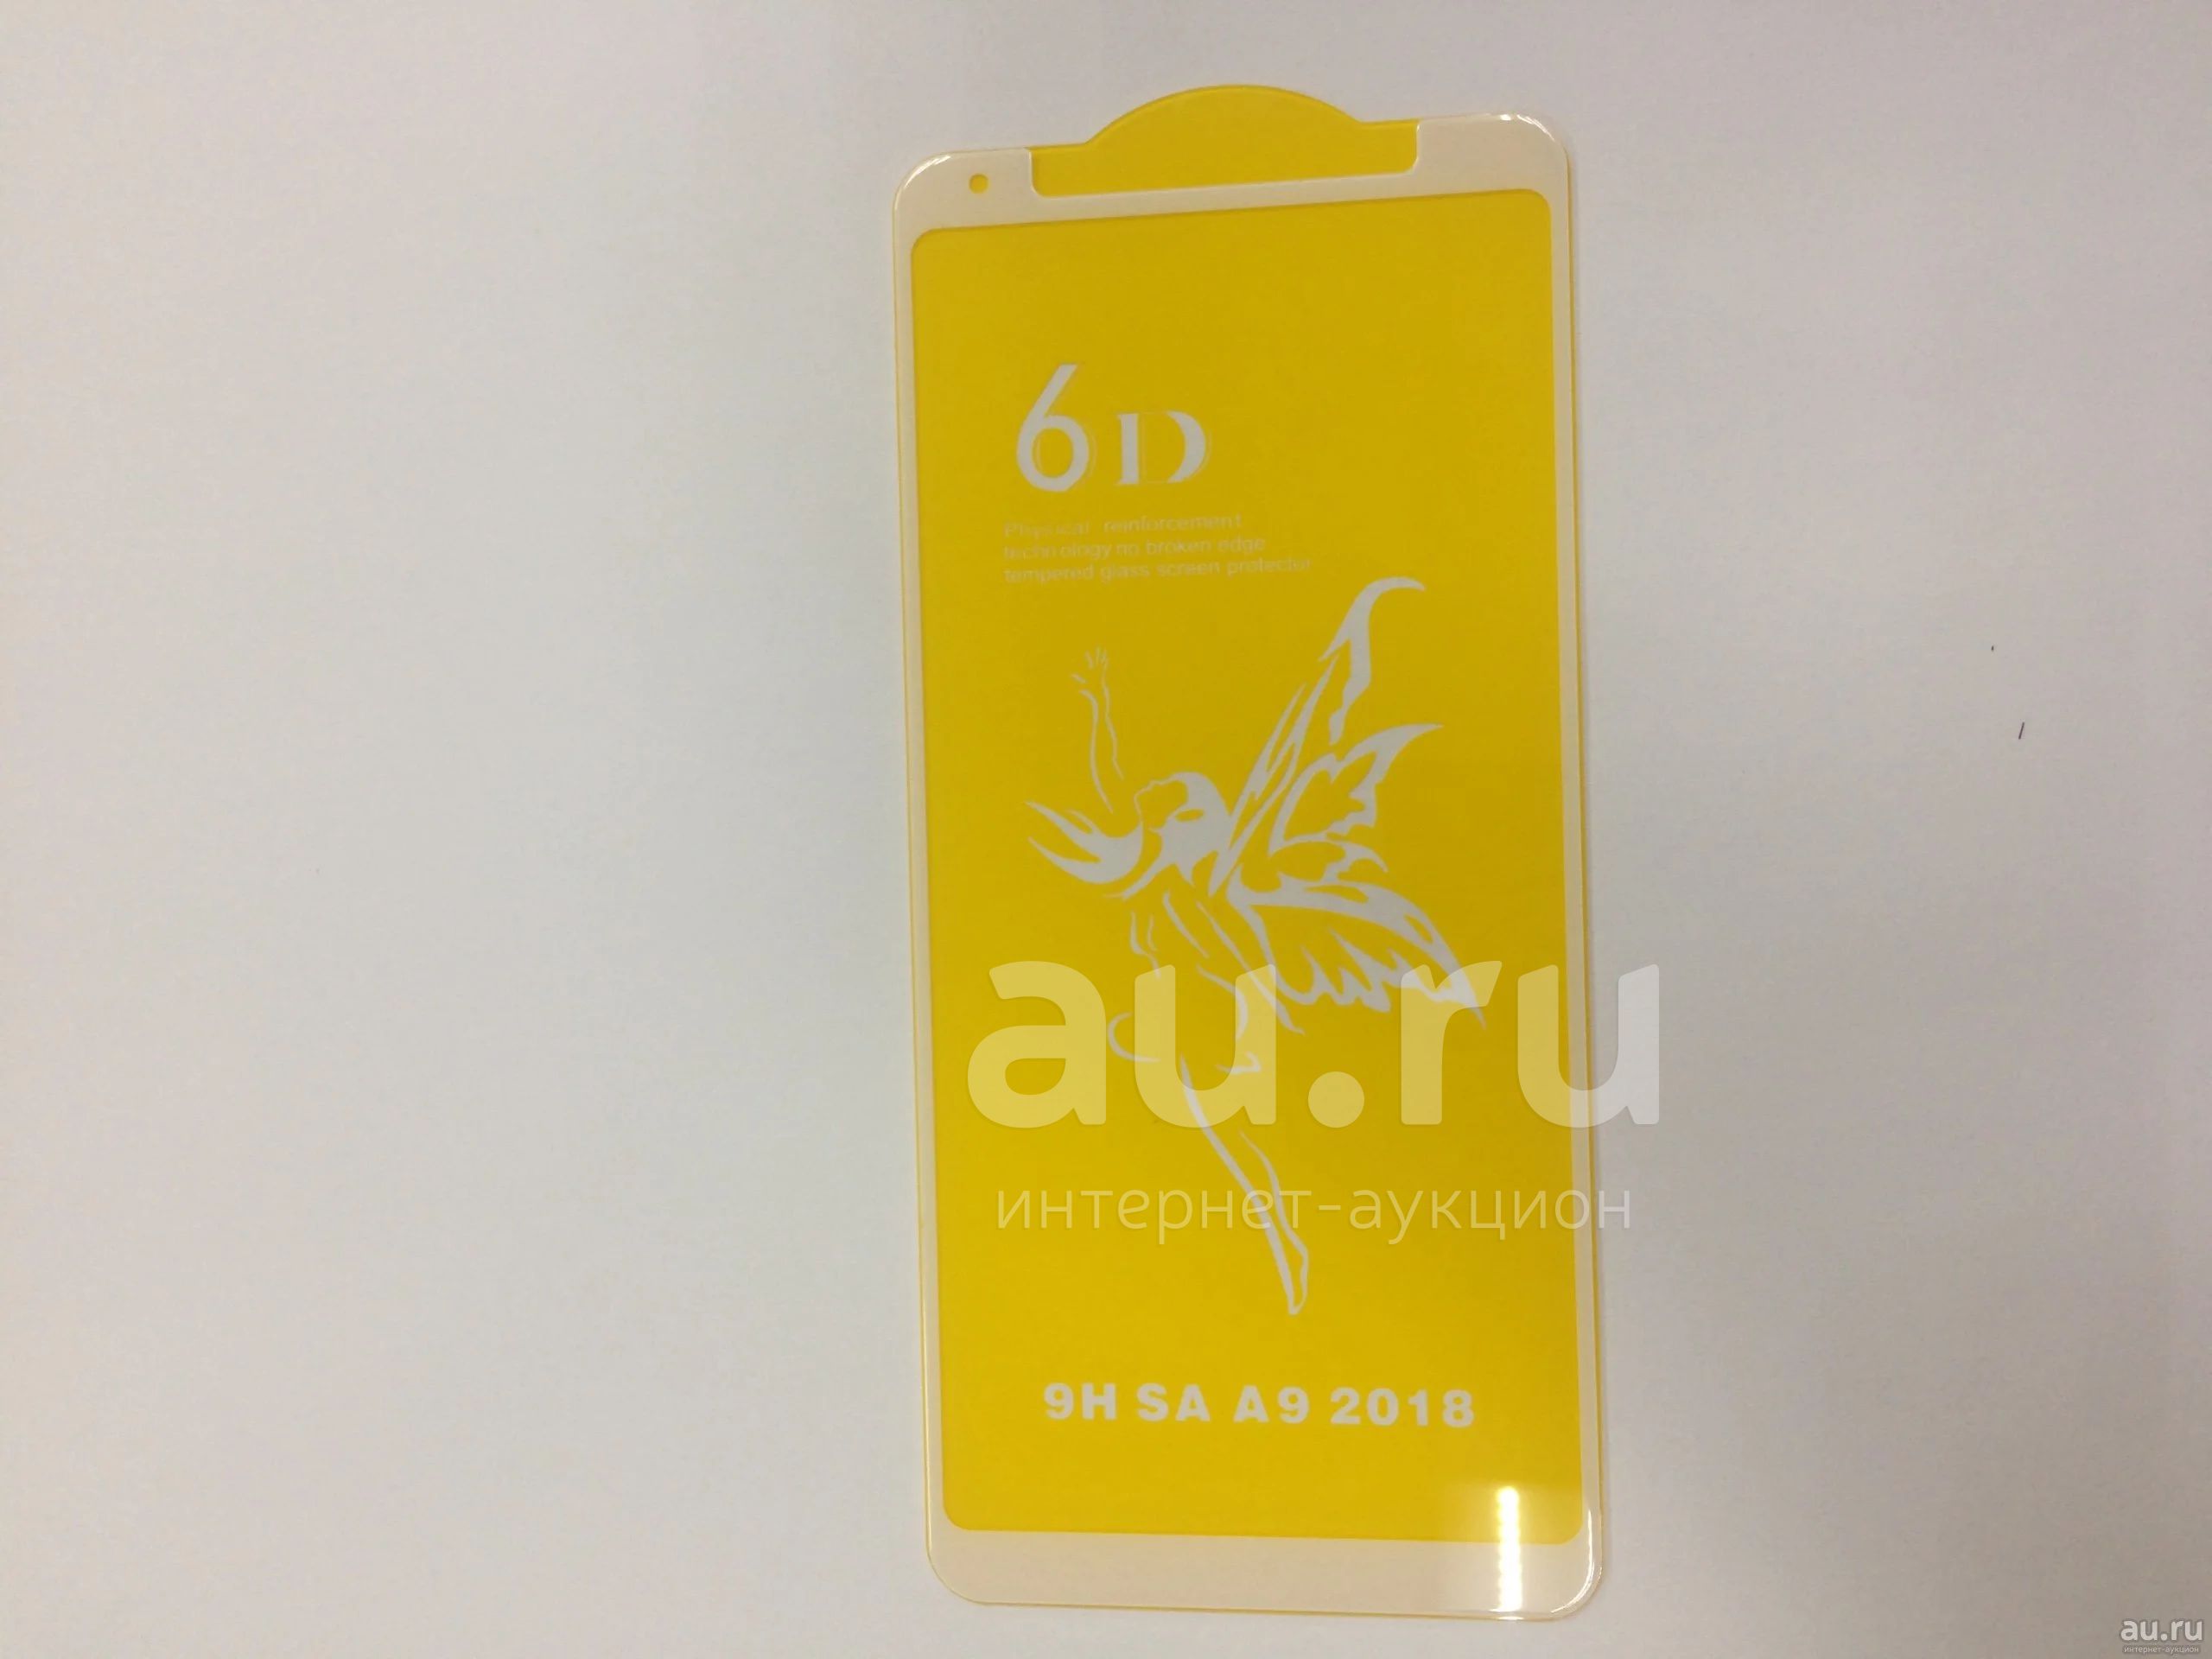 6D
Physical reinforcement
technology no broken edge
tempered glass screen protector
au.ru
интернет-аукцион
9H SA A9 2018
au.ru
интернет-аукцион